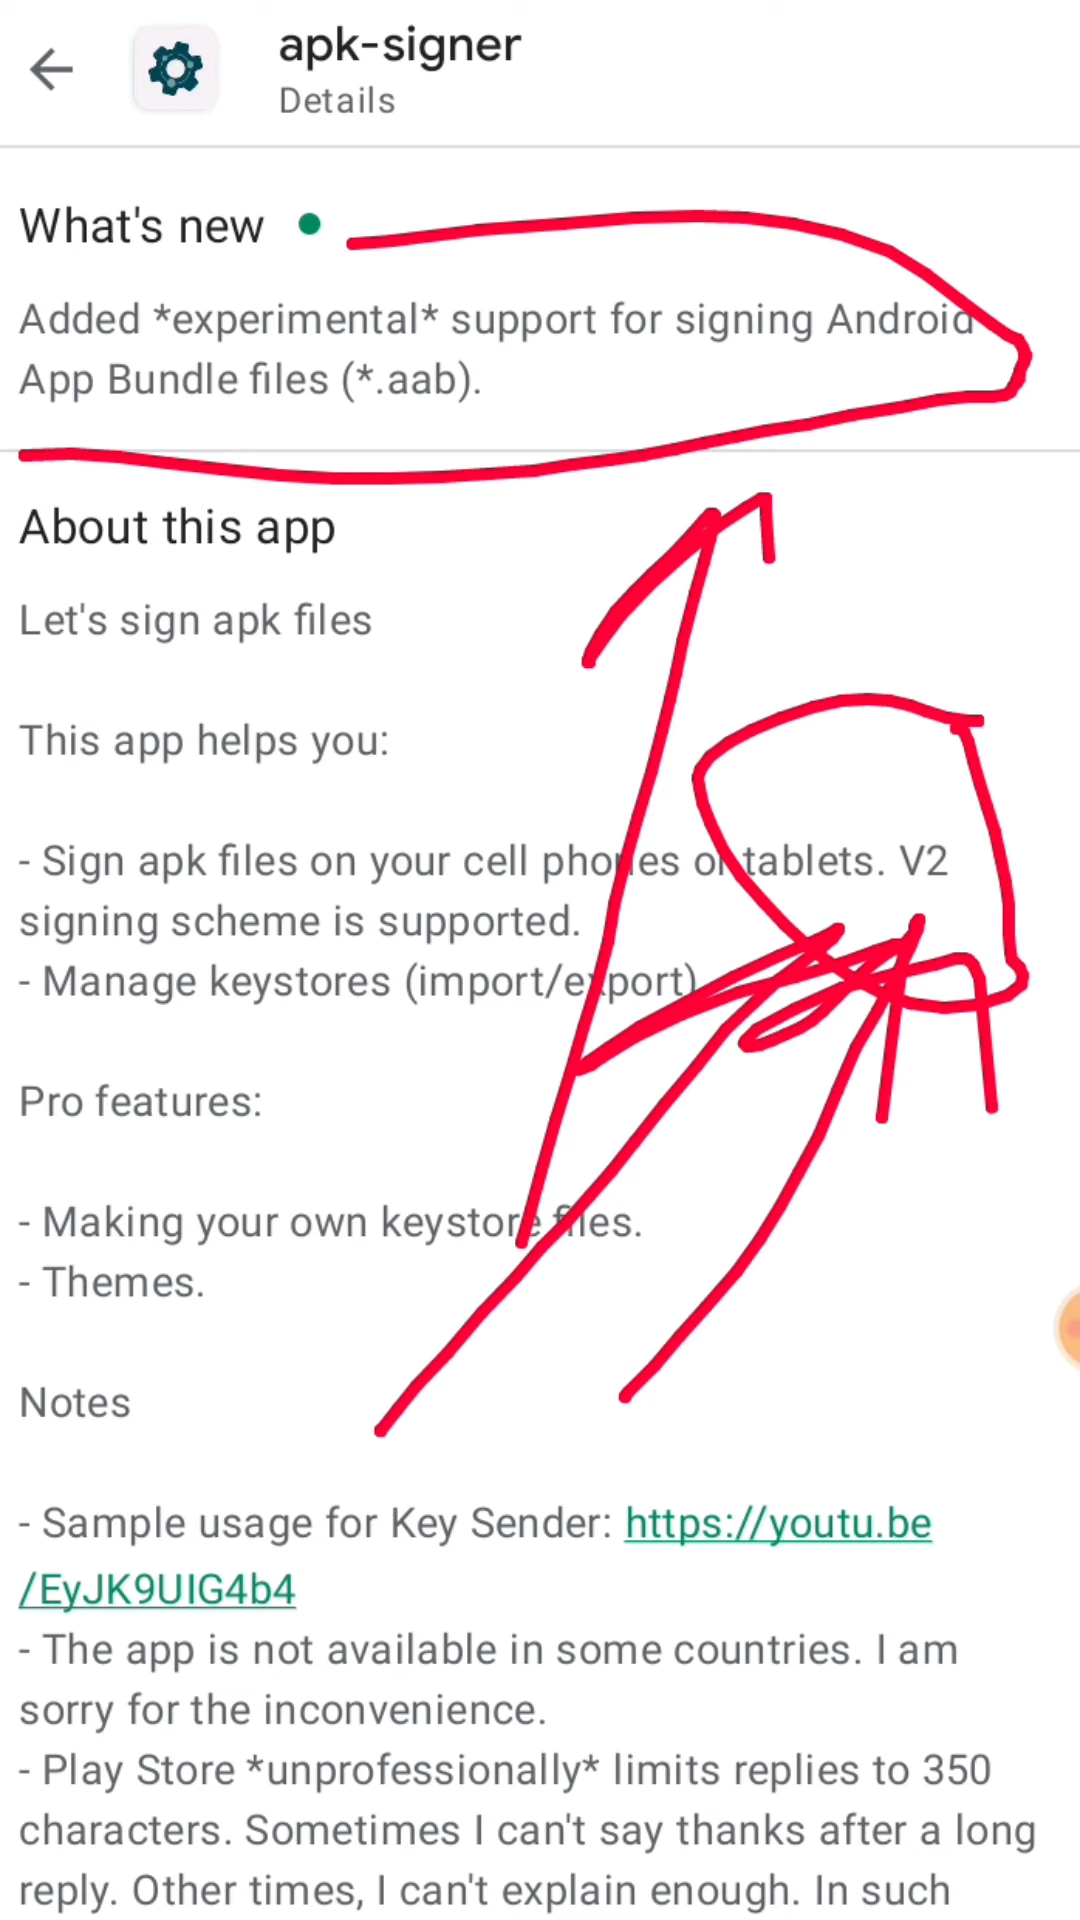 apk-signer
Details
What's new
Added *experimental* support for signing Android
App Bundle files (*.aab).
About this app
Let's sign apk files
This app helps you:
- Sign apk files on your cell phones or tablets. V2
signing scheme is supported.
- Manage keystores (import/export)
Pro features:
- Making your own keystore files.
- Themes.
Notes
- Sample usage for Key Sender: https://youtu.be
/EyJK9UIG4b4
- The app is not available in some countries. I am
sorry for the inconvenience.
- Play Store *unprofessionally* limits replies to 350
characters. Sometimes I can't say thanks after a long
reply. Other times, I can't explain enough. In such